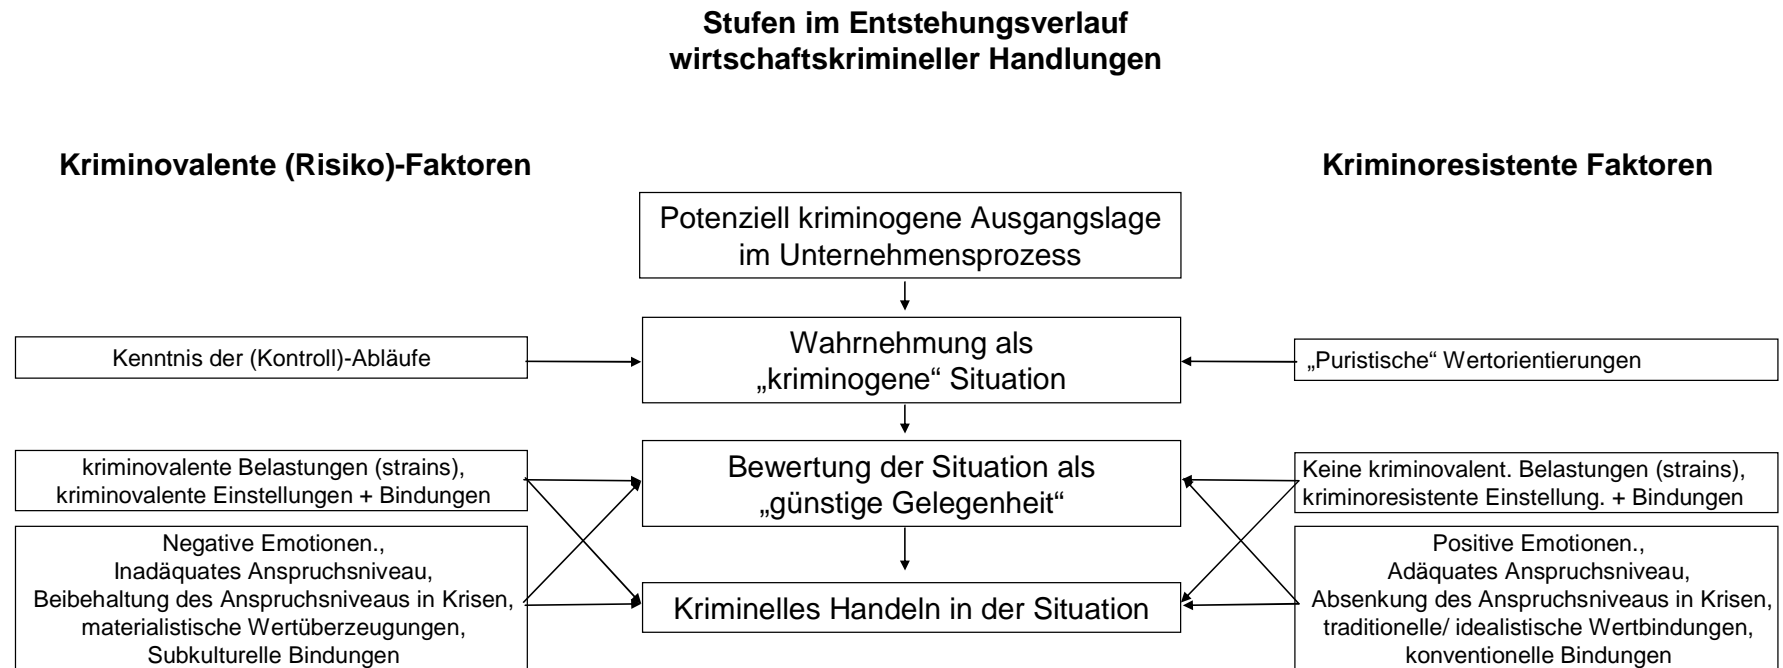 Stufen im Entstehungsverlauf
wirtschaftskrimineller Handlungen
Kriminovalente (Risiko)-Faktoren
Kriminoresistente Faktoren
Potenziell kriminogene Ausgangslage
im Unternehmensprozess
Kenntnis der (Kontroll)-Abläufe
Wahrnehmung als
„kriminogene“ Situation
„Puristische“ Wertorientierungen
kriminovalente Belastungen (strains),
kriminovalente Einstellungen + Bindungen
Bewertung der Situation als
„günstige Gelegenheit“
Keine kriminovalent. Belastungen (strains),
kriminoresistente Einstellung. + Bindungen
Negative Emotionen.,
Inadäquates Anspruchsniveau,
Beibehaltung des Anspruchsniveaus in Krisen,
materialistische Wertüberzeugungen,
Subkulturelle Bindungen
Kriminelles Handeln in der Situation
Positive Emotionen.,
Adäquates Anspruchsniveau,
Absenkung des Anspruchsniveaus in Krisen,
traditionelle/ idealistische Wertbindungen,
konventionelle Bindungen